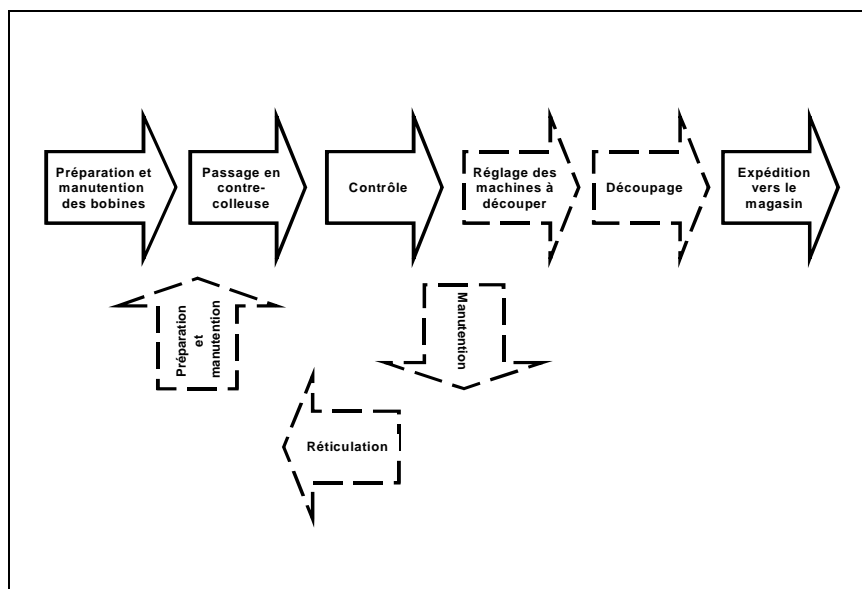 Préparation et
manutention
des bobines
Passage en
contre-
colleuse
Contrôle
Réglage des
machines à
découper
Découpage
Expédition
vers le
magasin
Préparation
et
manutention
Manutention
Réticulation